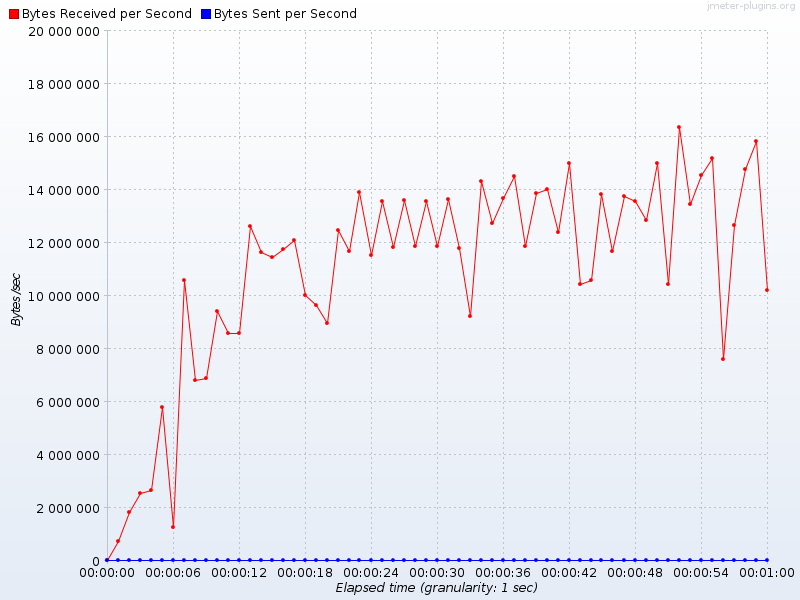 jmeter-plugins.org
Bytes Received per Second Bytes Sent per Second
20 000 000
18 000 000
16 000 000
14 000 000
12 000 000
10 000 000
8 000 000
6 000 000
4 000 000
2 000 000
0
Bytes/sec
00:00:00 00:00:06 00:00:12 00:00:18 00:00:24 00:00:30 00:00:36 00:00:42 00:00:48 00:00:54 00:01:00
Elapsed time (granularity: 1 sec)